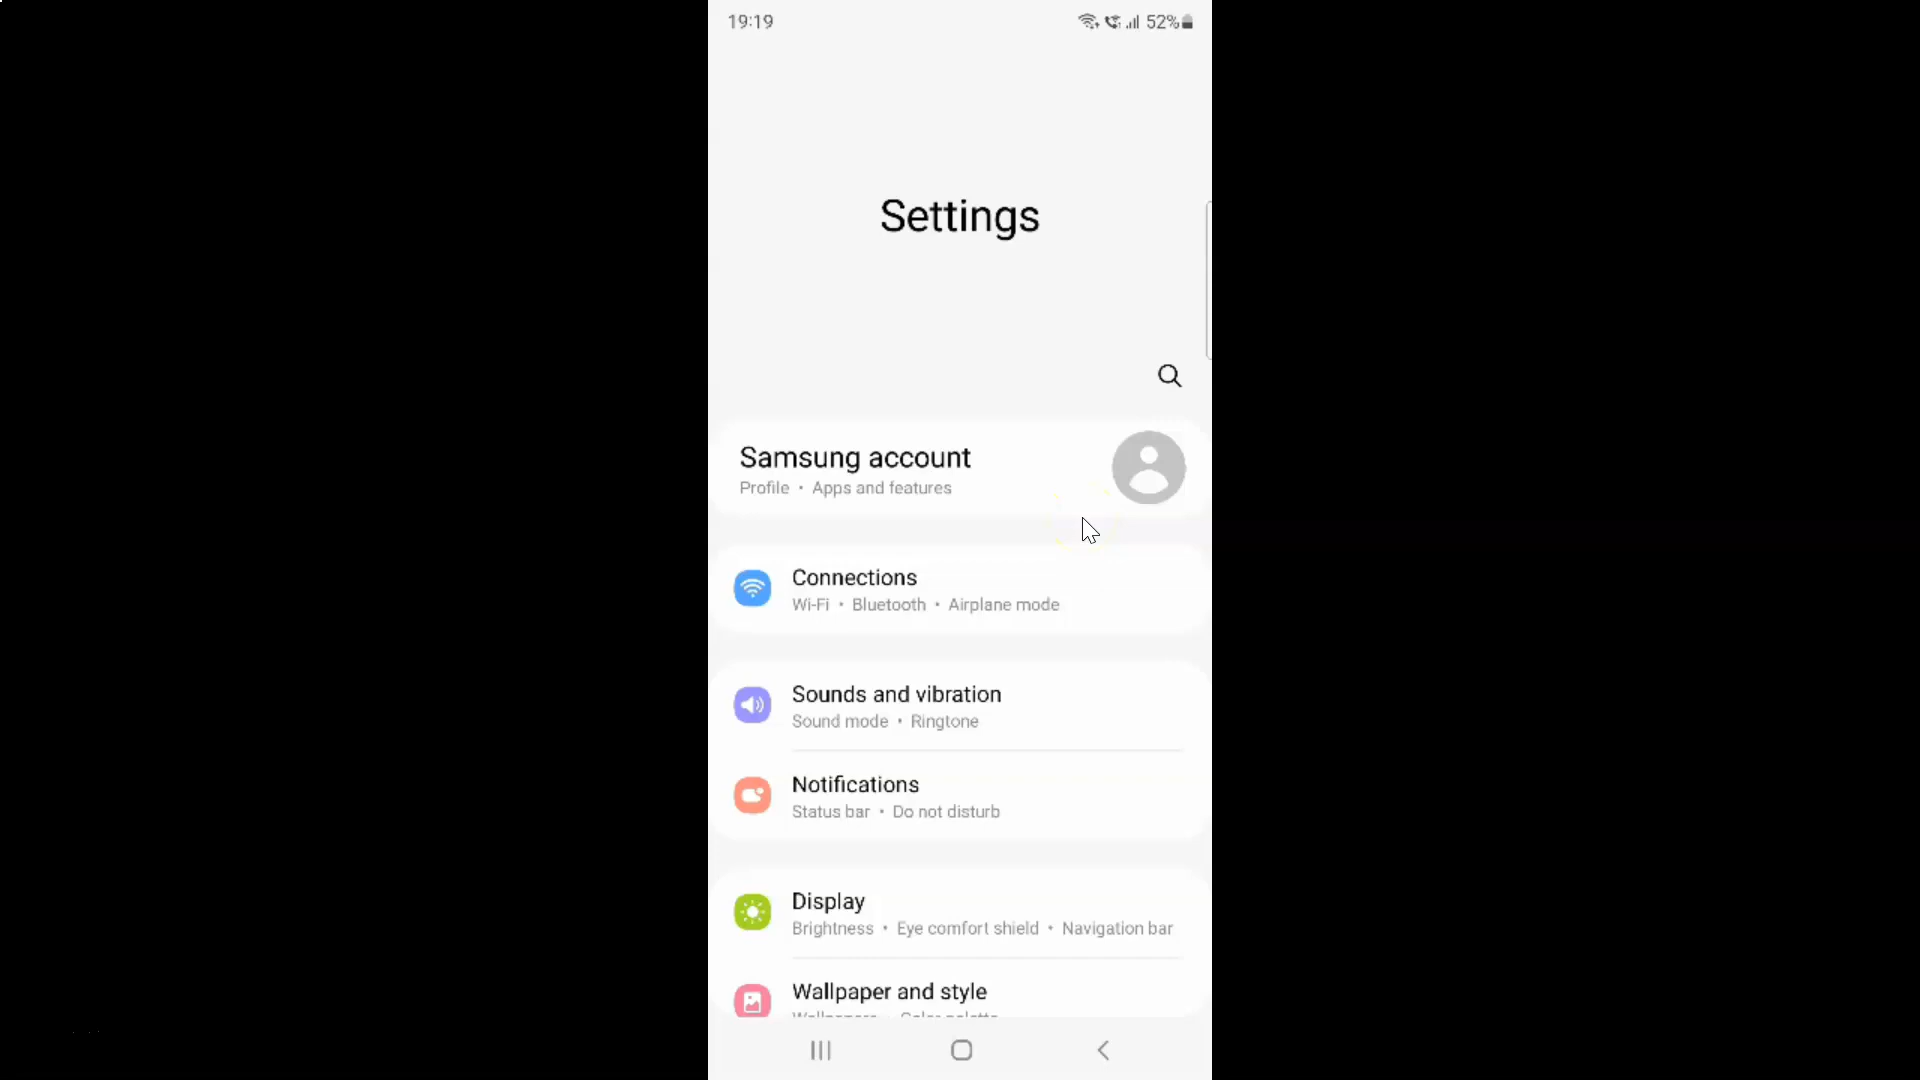 19:19
52%
Settings
Samsung account
Profile • Apps and features
Connections
Wi-Fi • Bluetooth • Airplane mode
Sounds and vibration
Sound mode • Ringtone
Notifications
Status bar • Do not disturb
Display
Brightness • Eye comfort shield • Navigation bar
Wallpaper and style